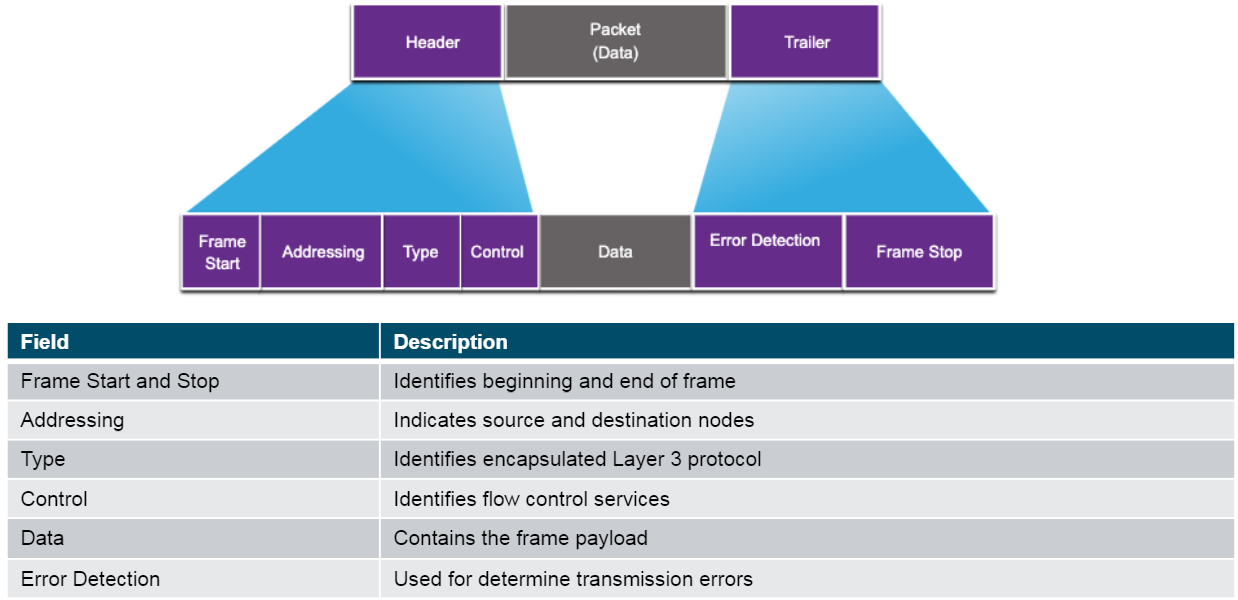 Header
Packet
(Data)
Trailer
Frame
Start
Addressing
Type
Control
Data
Error Detection
Frame Stop
Field Description
Frame Start and Stop Identifies beginning and end of frame
Addressing Indicates source and destination nodes
Type Identifies encapsulated Layer 3 protocol
Control Identifies flow control services
Data Contains the frame payload
Error Detection Used for determine transmission errors